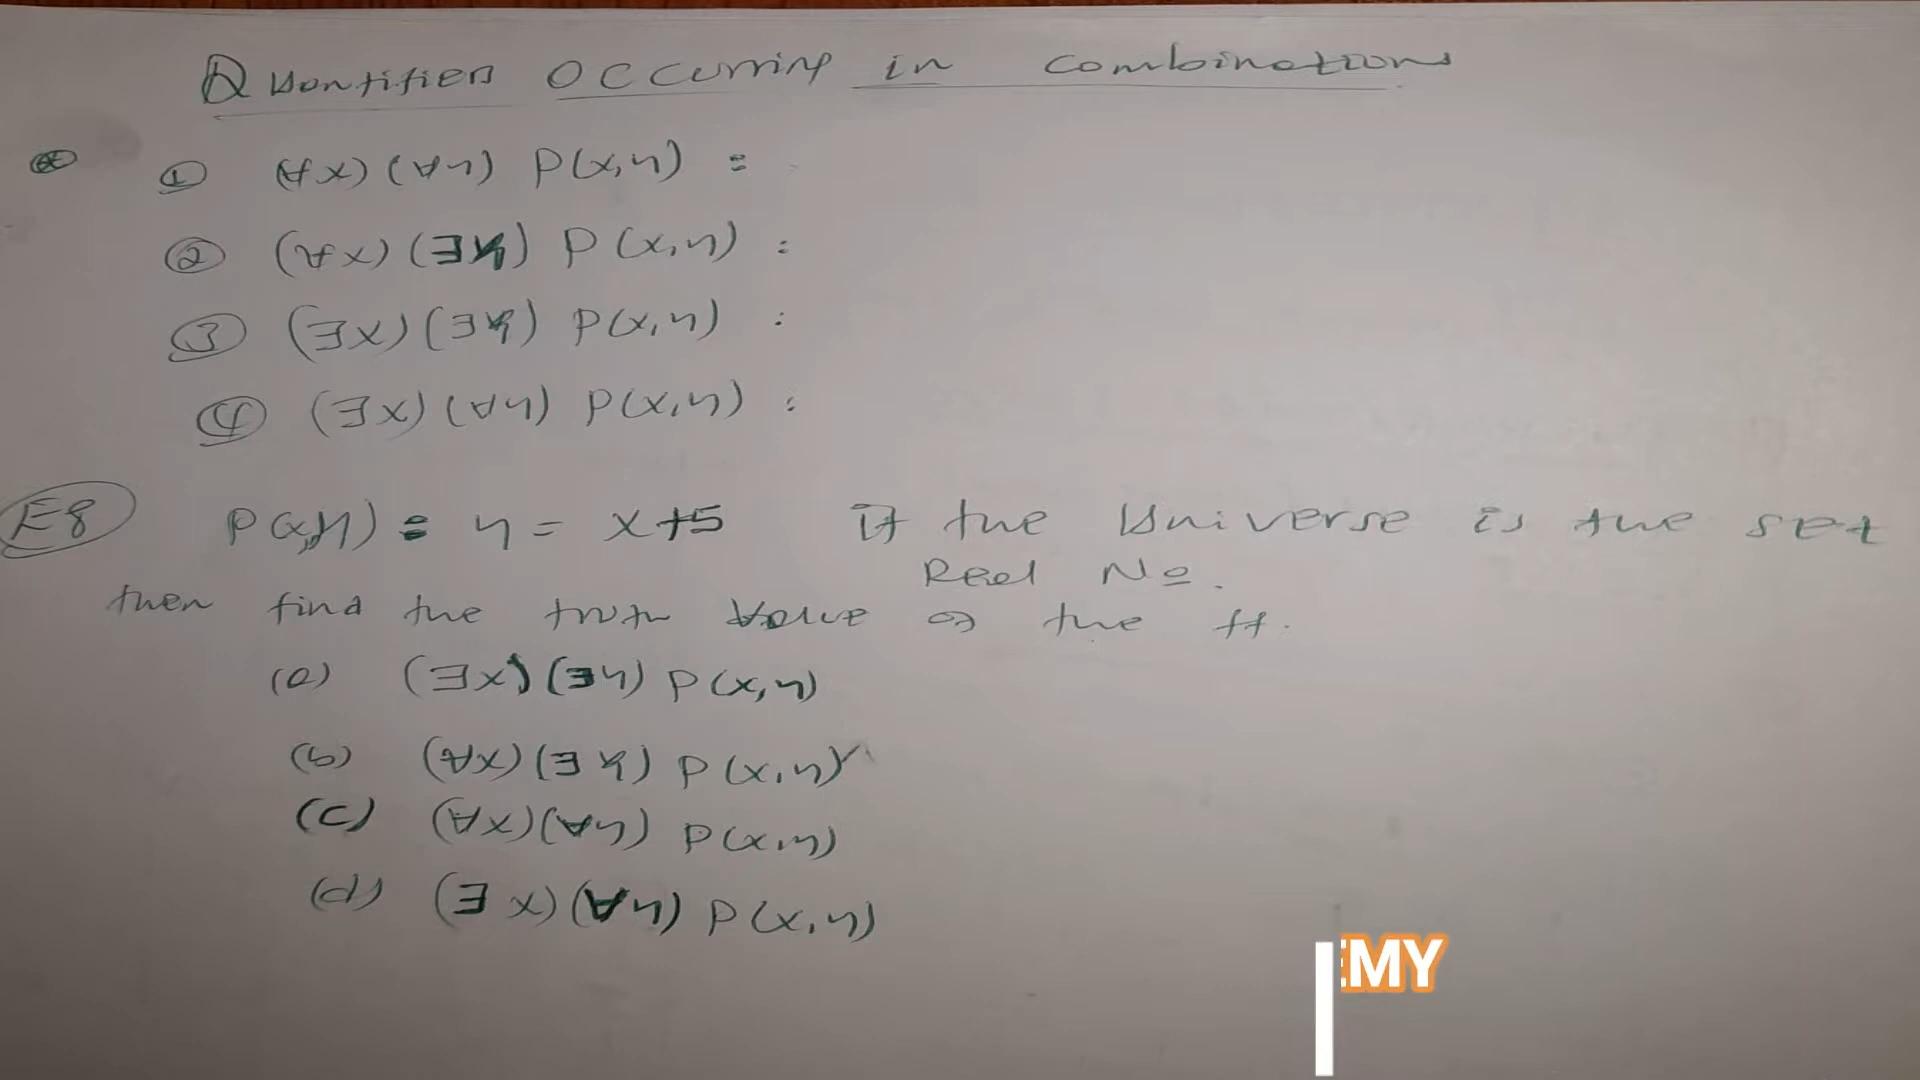 Quantifiers Occurring in Combinations
① (∀x)(∀y) P(x,y) =
② (∀x)(∃y) P(x,y) :
③ (∃x)(∃y) P(x,y) :
④ (∃x)(∀y) P(x,y) :
Eg P(x,y) = y = x+5 If the Universe is the set
Real No.
then find the truth value of the ff.
(a) (∃x)(∃y) P(x,y)
(b) (∀x)(∃y) P(x,y)
(c) (∀x)(∀y) P(x,y)
(d) (∃x)(∀y) P(x,y)
EMY